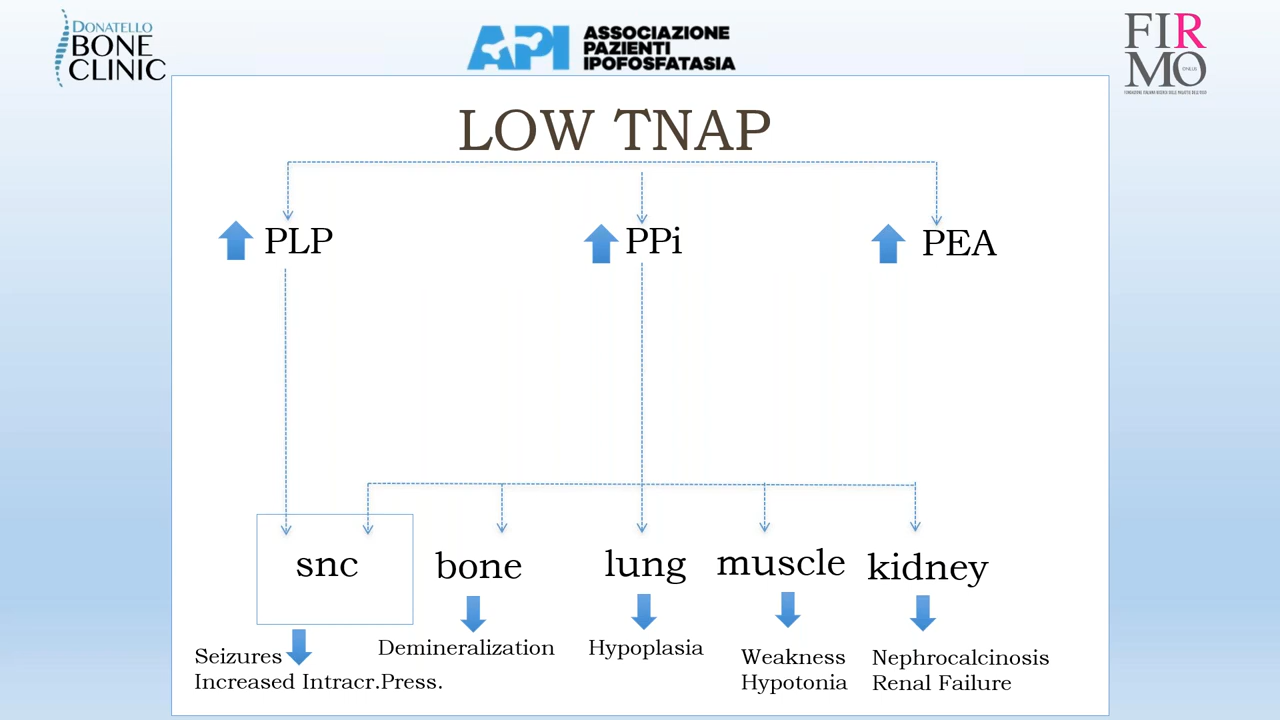 DONATELLO
BONE
CLINIC
API
ASSOCIAZIONE
PAZIENTI
IPOFOSFATASIA
FIR
MO
LOW TNAP
PLP
PPi
PEA
snc
bone
lung
muscle
kidney
Seizures
Increased Intracr.Press.
Demineralization
Hypoplasia
Weakness
Hypotonia
Nephrocalcinosis
Renal Failure